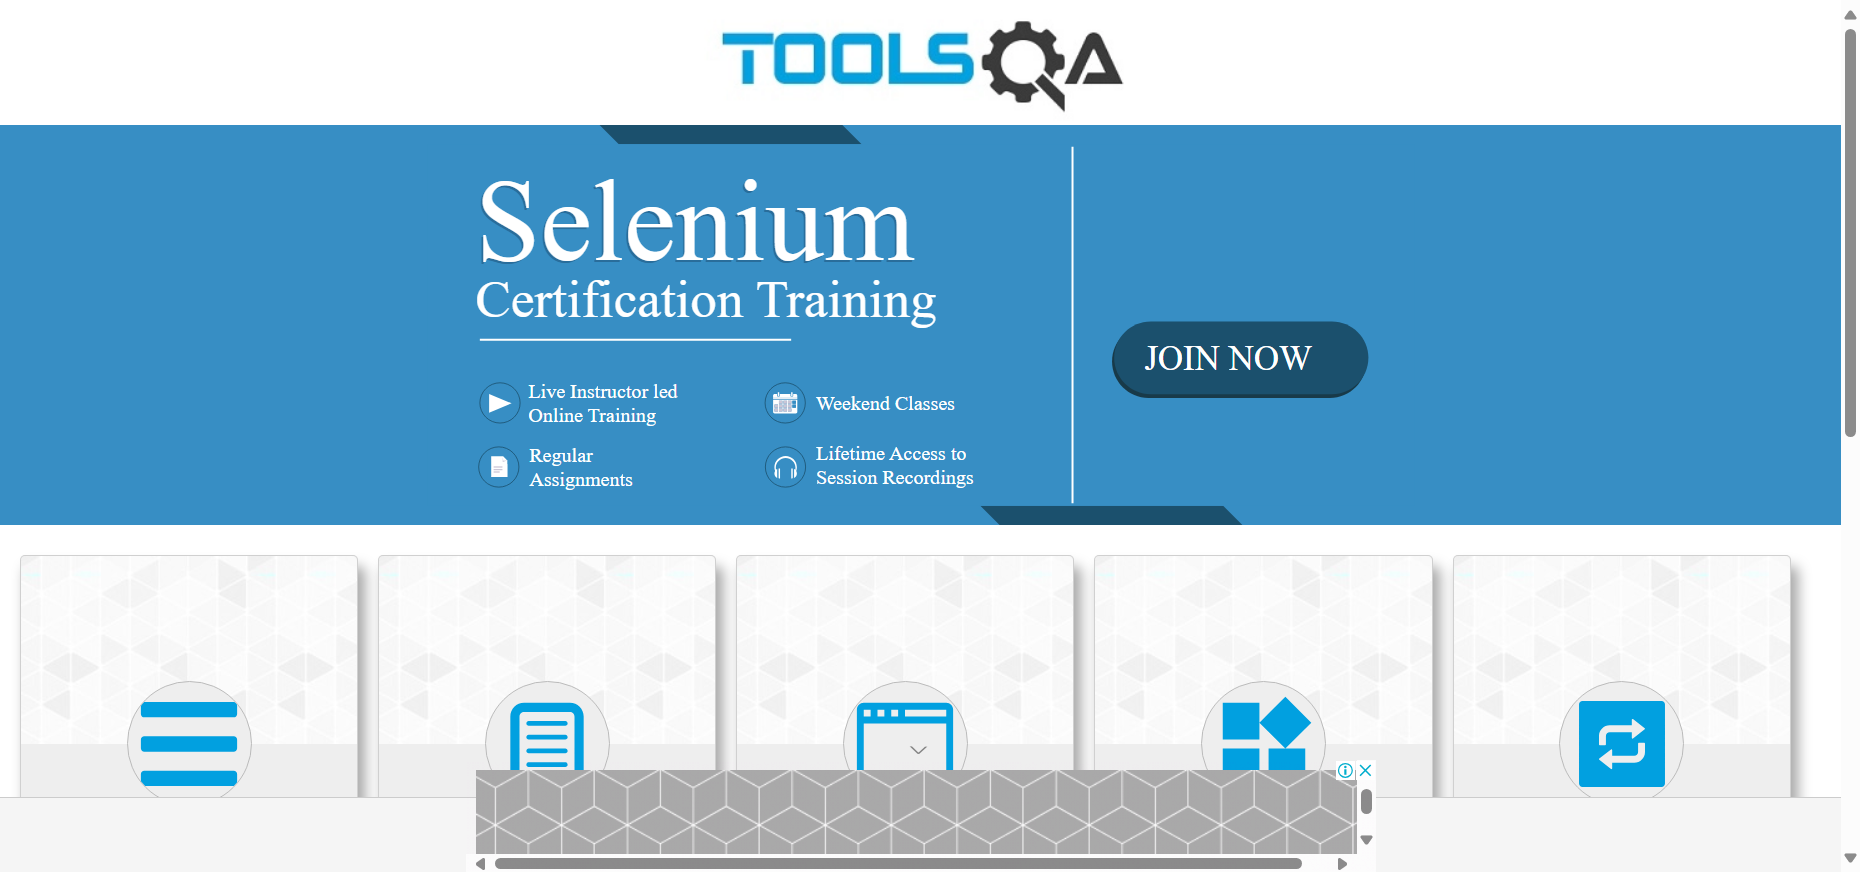 TOOLSQA
Selenium
Certification Training
JOIN NOW
Live Instructor led
Online Training
Weekend Classes
Regular
Assignments
Lifetime Access to
Session Recordings